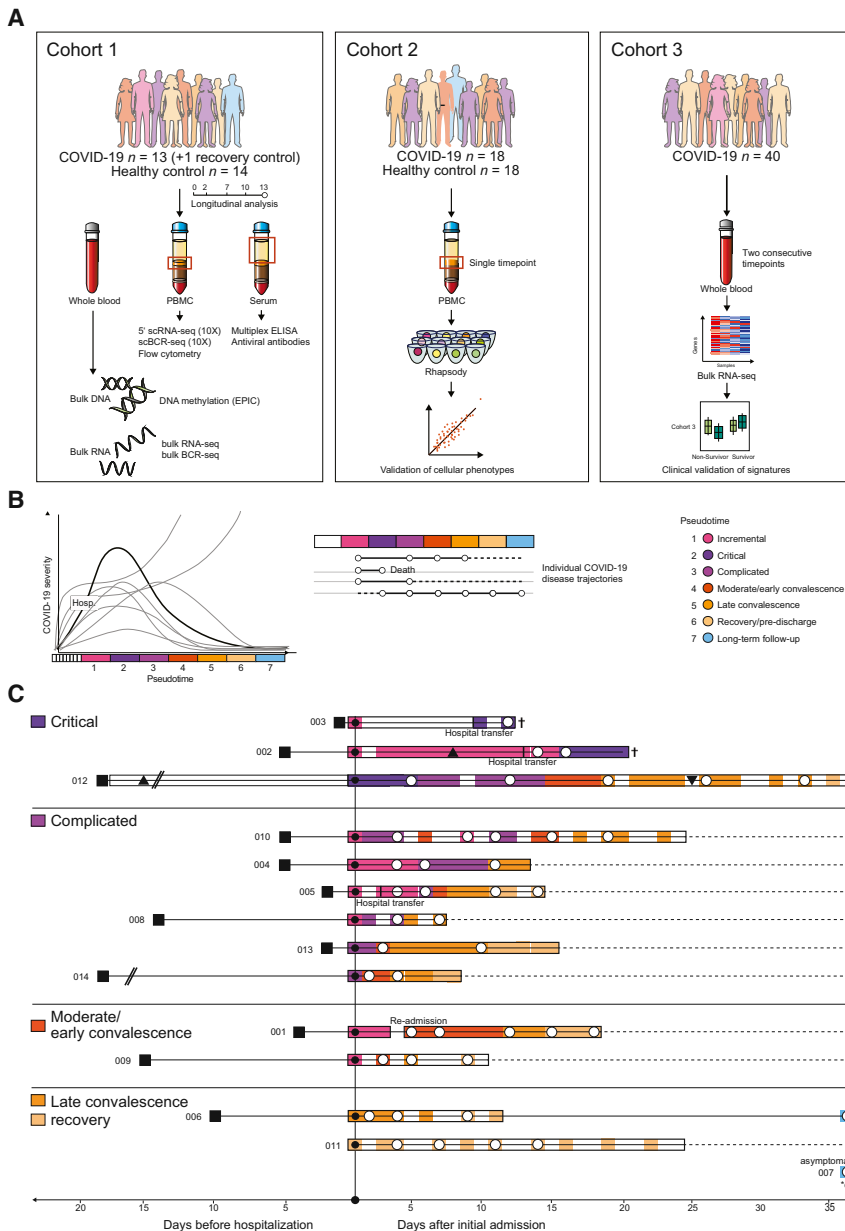 A
Cohort 1
COVID-19 n = 13 (+1 recovery control)
Healthy control n = 14
0 2 7 10 13
Longitudinal analysis
Whole blood
PBMC
Serum
5' scRNA-seq (10X)
scBCR-seq (10X)
Flow cytometry
Multiplex ELISA
Antiviral antibodies
Bulk DNA
DNA methylation (EPIC)
Bulk RNA
bulk RNA-seq
bulk BCR-seq
Cohort 2
COVID-19 n = 18
Healthy control n = 18
Single timepoint
PBMC
Rhapsody
Validation of cellular phenotypes
Cohort 3
COVID-19 n = 40
Two consecutive
timepoints
Whole blood
Genes
Samples
Bulk RNA-seq
Cohort 3
Non-Survivor Survivor
Clinical validation of signatures
B
COVID-19 severity
Hosp.
1 2 3 4 5 6 7
Pseudotime
Death
Individual COVID-19
disease trajectories
Pseudotime
1 Incremental
2 Critical
3 Complicated
4 Moderate/early convalescence
5 Late convalescence
6 Recovery/pre-discharge
7 Long-term follow-up
C
Critical
003
†
Hospital transfer
002
†
Hospital transfer
012
Complicated
010
004
005
Hospital transfer
008
013
014
Moderate/
early convalescence
Re-admission
001
009
Late convalescence
recovery
006
011
asymptoma
007
20 15 10 5 5 10 15 20 25 30 35
Days before hospitalization
Days after initial admission